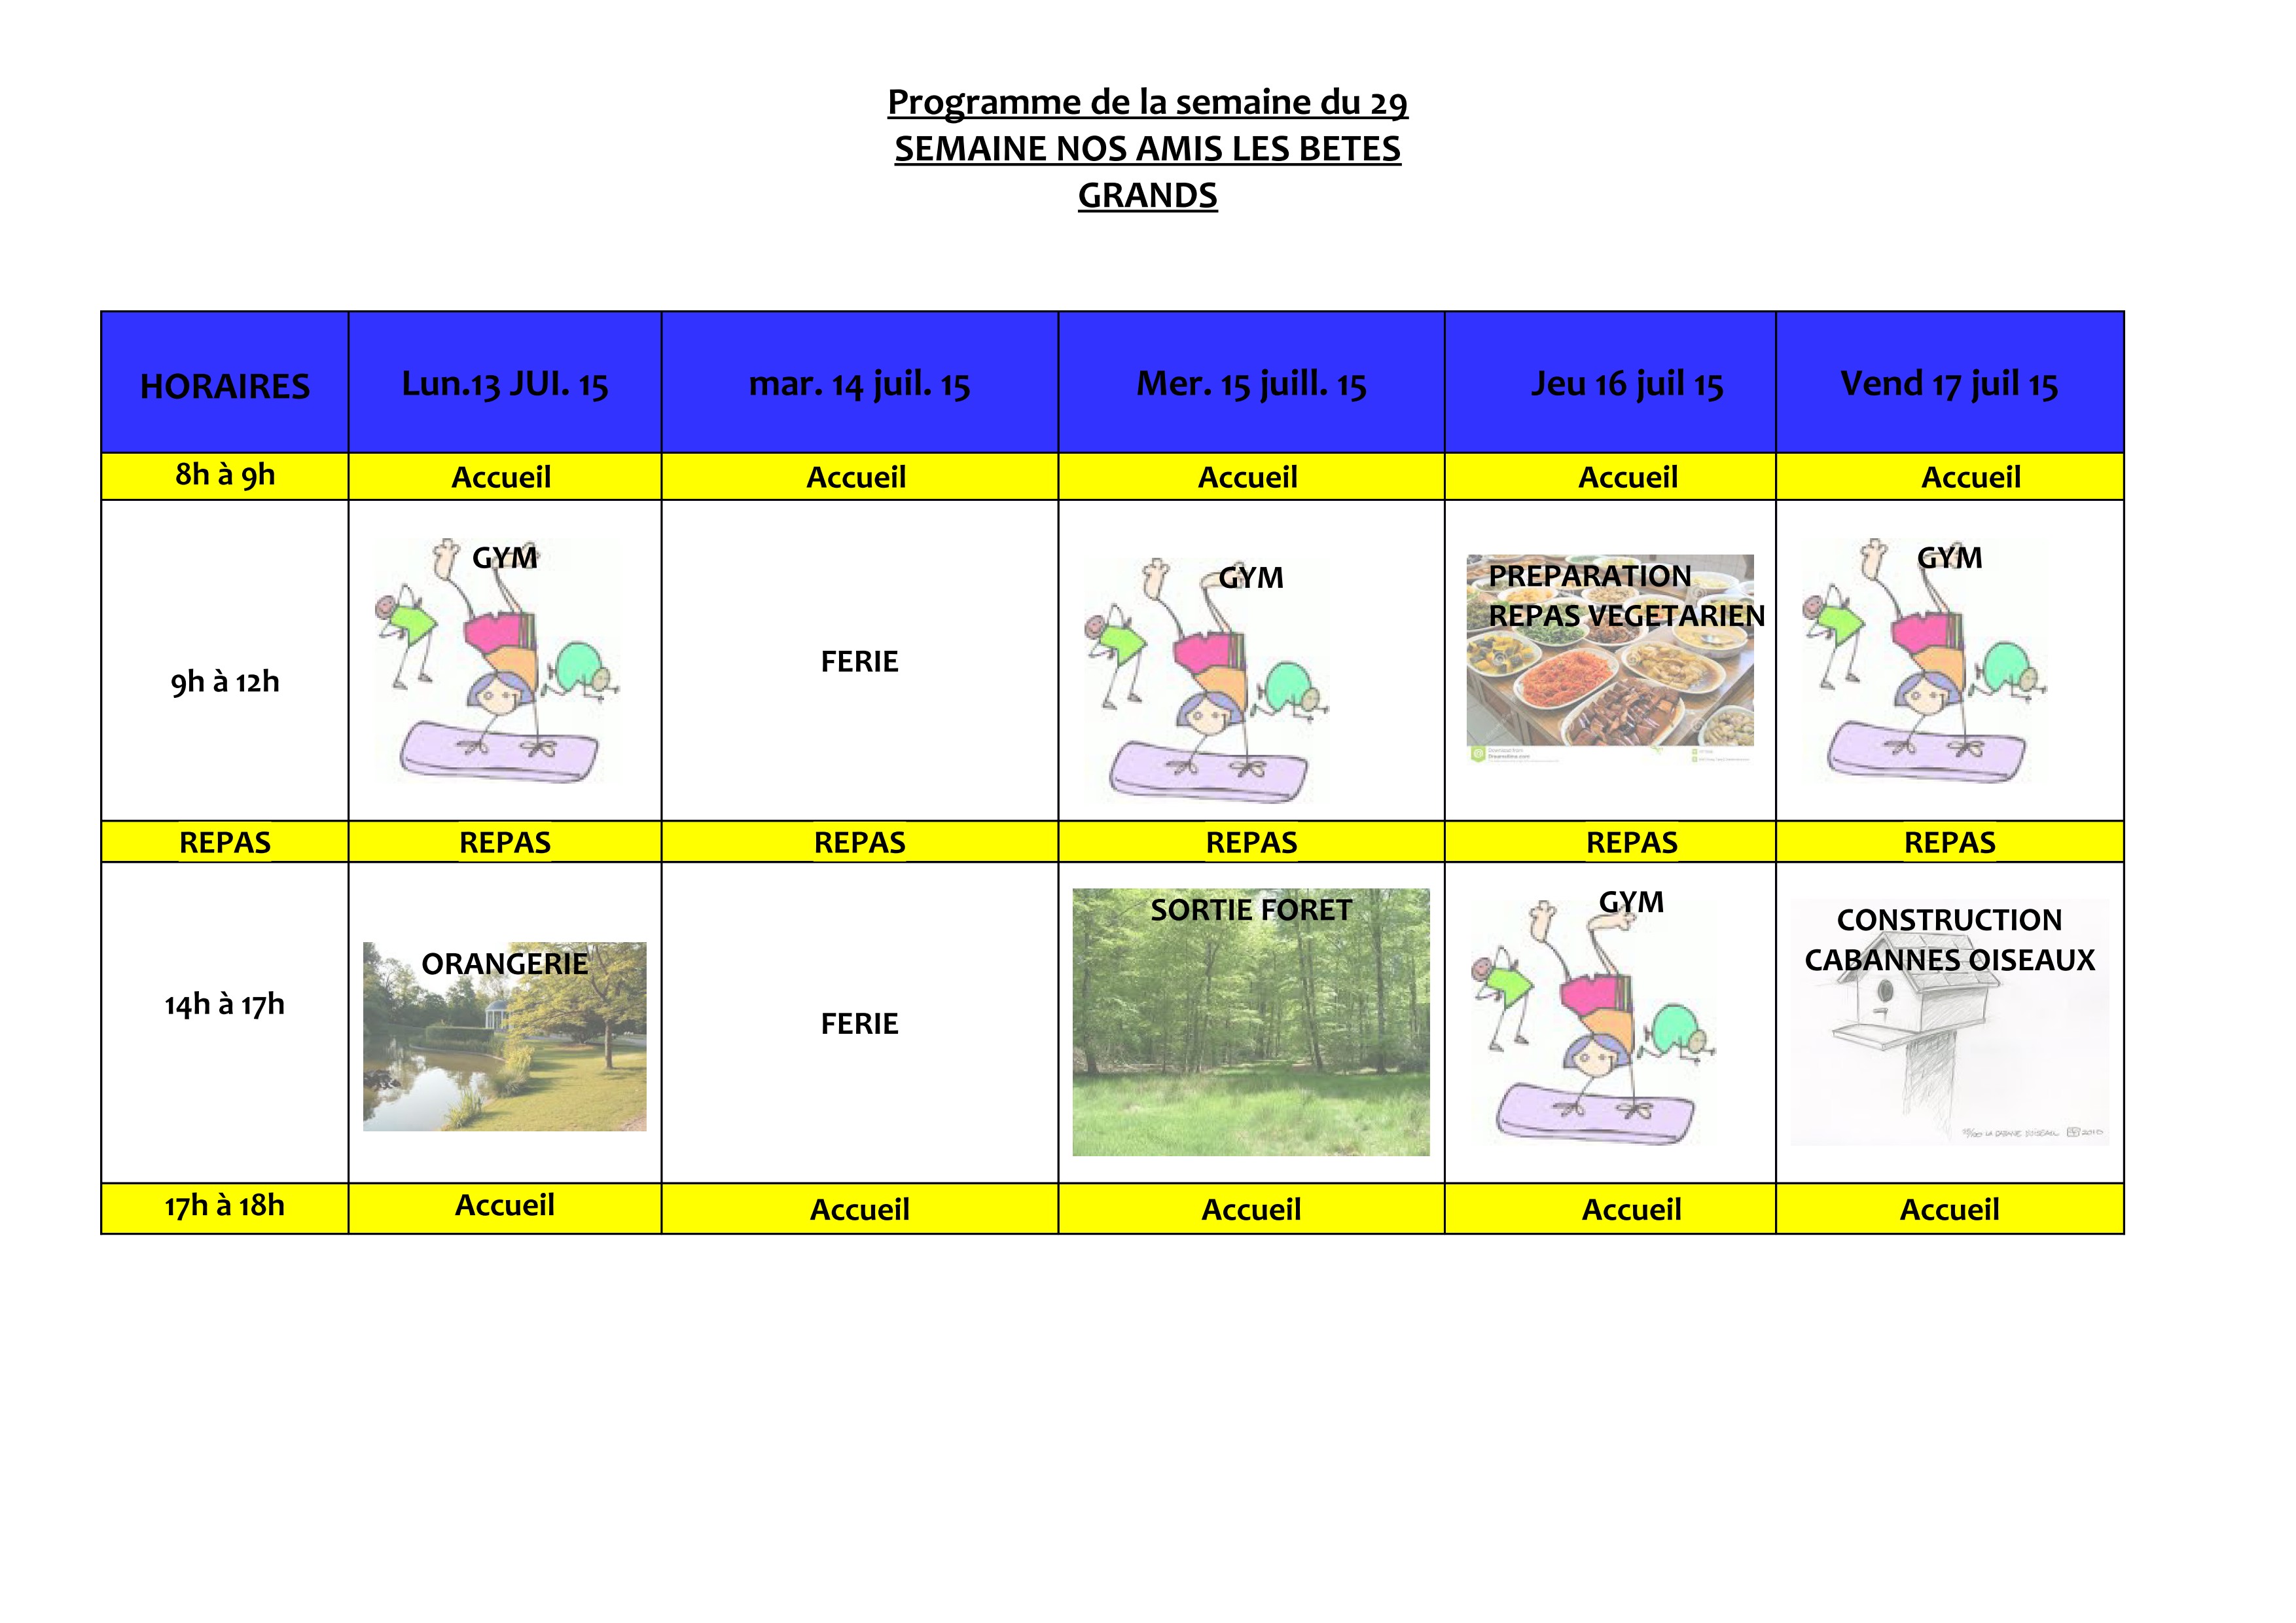 Programme de la semaine du 29
SEMAINE NOS AMIS LES BETES
GRANDS
HORAIRES
Lun.13 JUI. 15
mar. 14 juil. 15
Mer. 15 juill. 15
Jeu 16 juil 15
Vend 17 juil 15
8h à 9h
Accueil
Accueil
Accueil
Accueil
Accueil
9h à 12h
GYM
FERIE
GYM
PREPARATION
REPAS VEGETARIEN
GYM
REPAS
REPAS
REPAS
REPAS
REPAS
REPAS
14h à 17h
ORANGERIE
FERIE
SORTIE FORET
GYM
CONSTRUCTION
CABANNES OISEAUX
2010
17h à 18h
Accueil
Accueil
Accueil
Accueil
Accueil